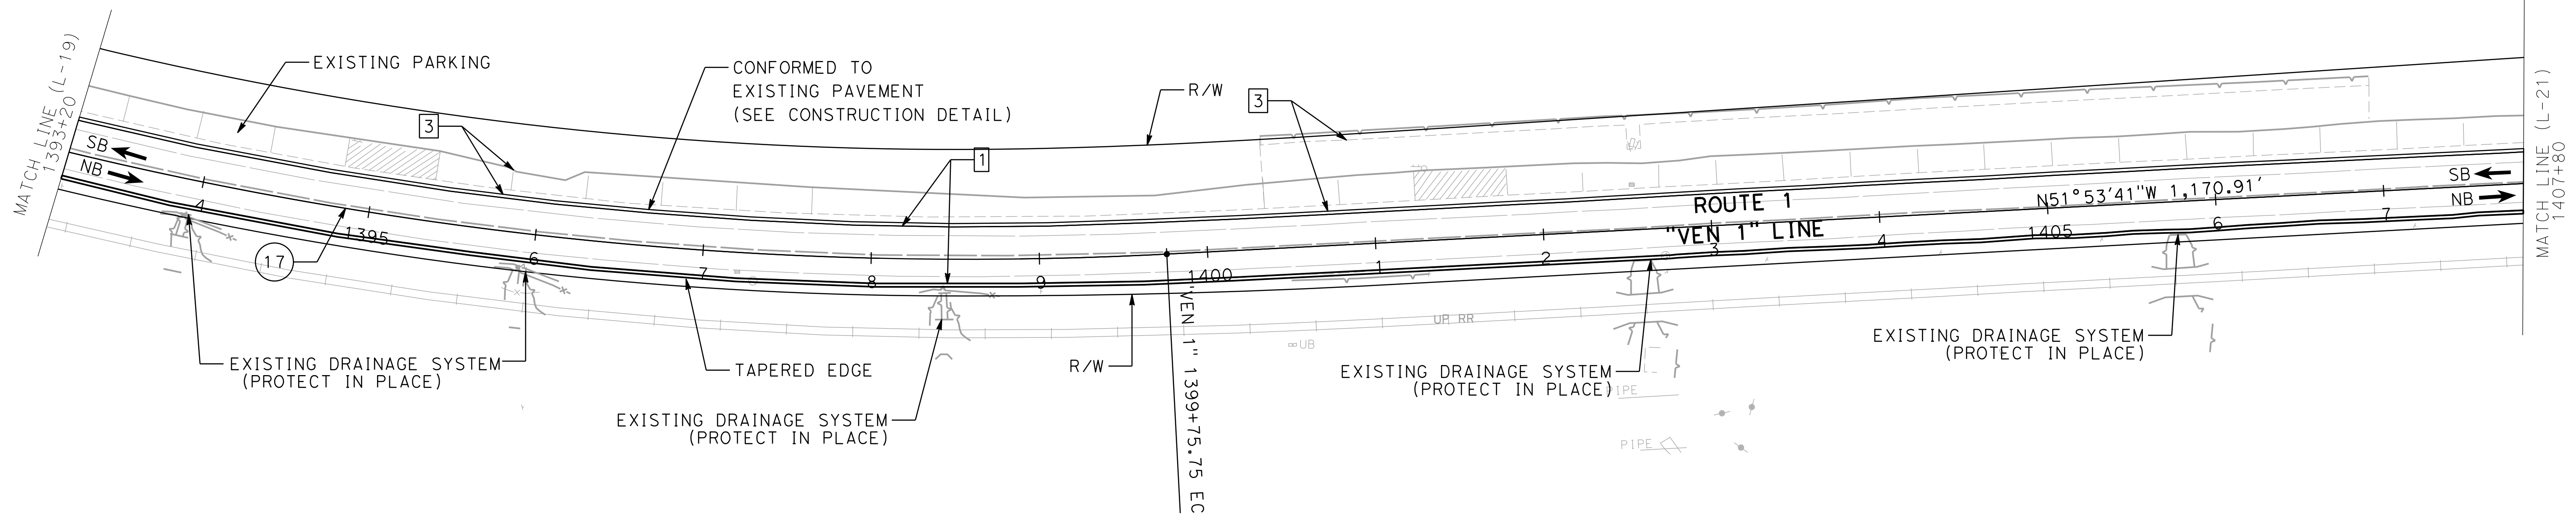 MATCH LINE (L-19)
1393+20
EXISTING PARKING
CONFORMED TO
EXISTING PAVEMENT
(SEE CONSTRUCTION DETAIL)
R/W
3
3
1
SB
NB
4
1395
6
7
8
9
1400
1
2
3
4
1405
6
7
17
ROUTE 1
"VEN 1" LINE
N51°53'41"W 1,170.91'
SB
NB
MATCH LINE (L-21)
1407+80
EXISTING DRAINAGE SYSTEM
(PROTECT IN PLACE)
TAPERED EDGE
EXISTING DRAINAGE SYSTEM
(PROTECT IN PLACE)
R/W
"VEN 1" 1399+75.75 EC
UP RR
UB
EXISTING DRAINAGE SYSTEM
(PROTECT IN PLACE)
PIPE
PIPE
EXISTING DRAINAGE SYSTEM
(PROTECT IN PLACE)